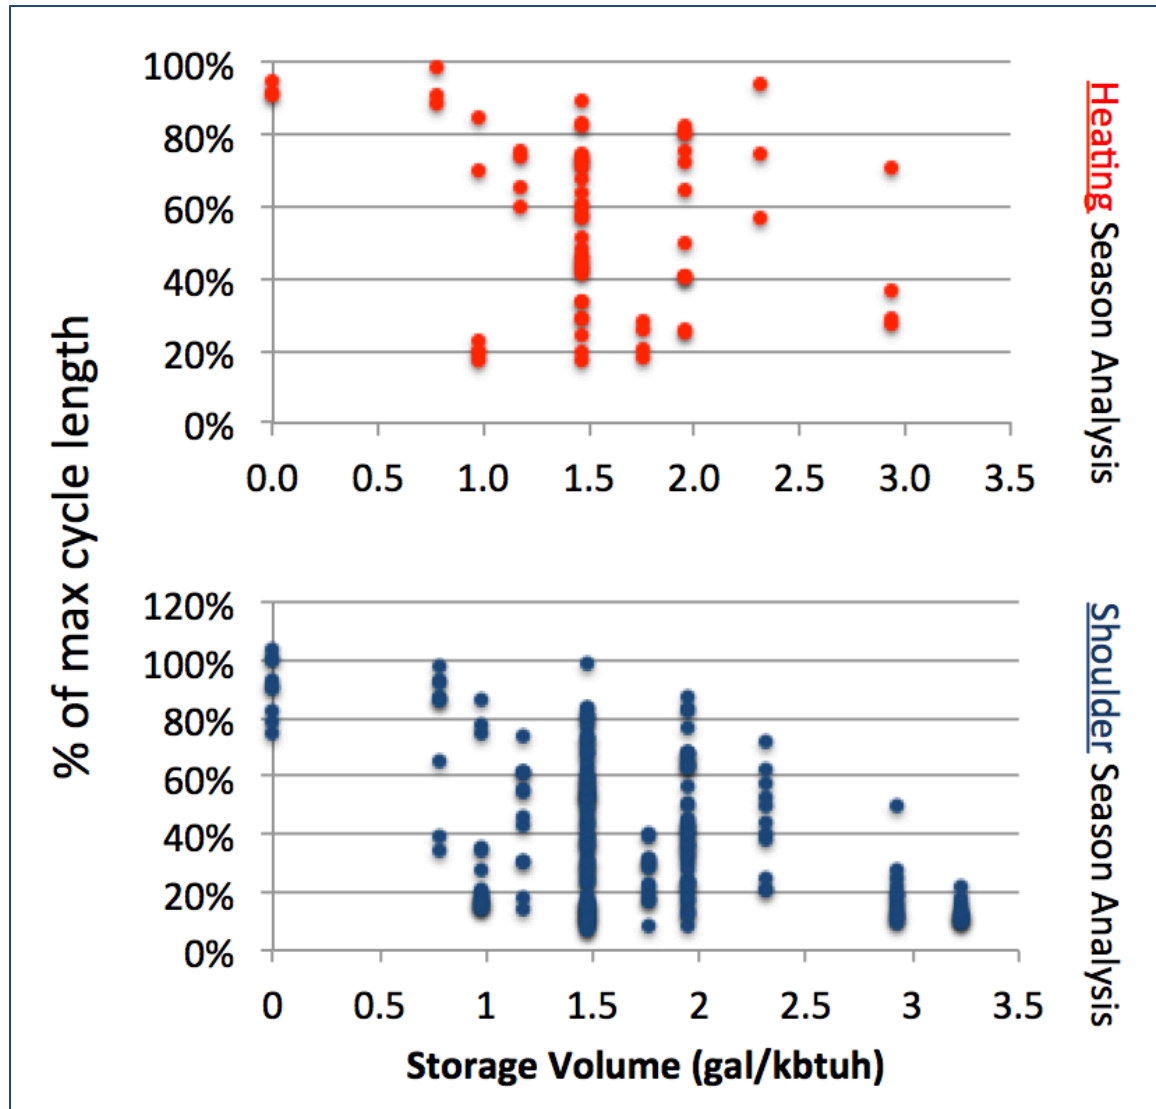 % of max cycle length
100%
80%
60%
40%
20%
0%
0.0 0.5 1.0 1.5 2.0 2.5 3.0 3.5
Heating Season Analysis
120%
100%
80%
60%
40%
20%
0%
0 0.5 1 1.5 2 2.5 3 3.5
Shoulder Season Analysis
Storage Volume (gal/kbtuh)